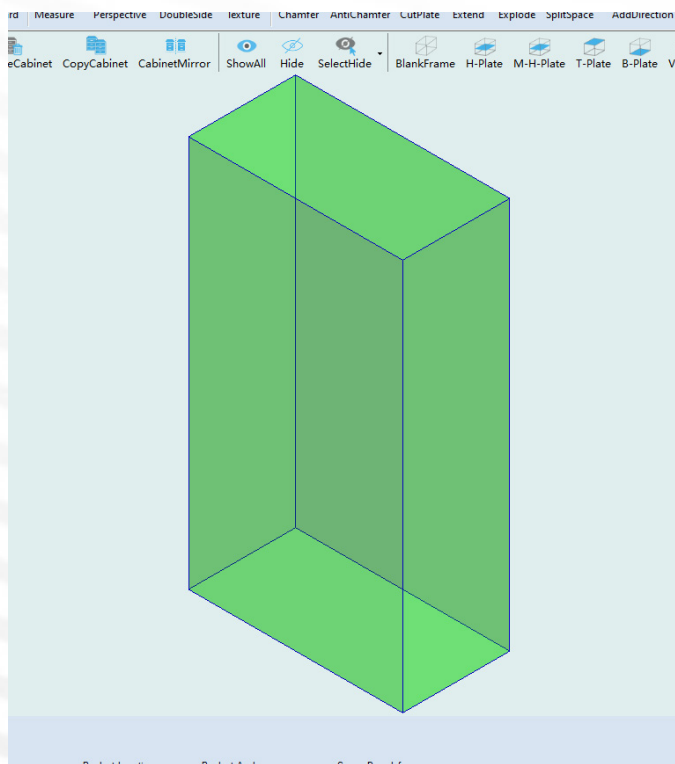 Measure Perspective DoubleSide Texture Chamfer AntiChamfer CutPlate Extend Explode SplitSpace AddDirection
eCabinet CopyCabinet CabinetMirror ShowAll Hide SelectHide BlankFrame H-Plate M-H-Plate T-Plate B-Plate V